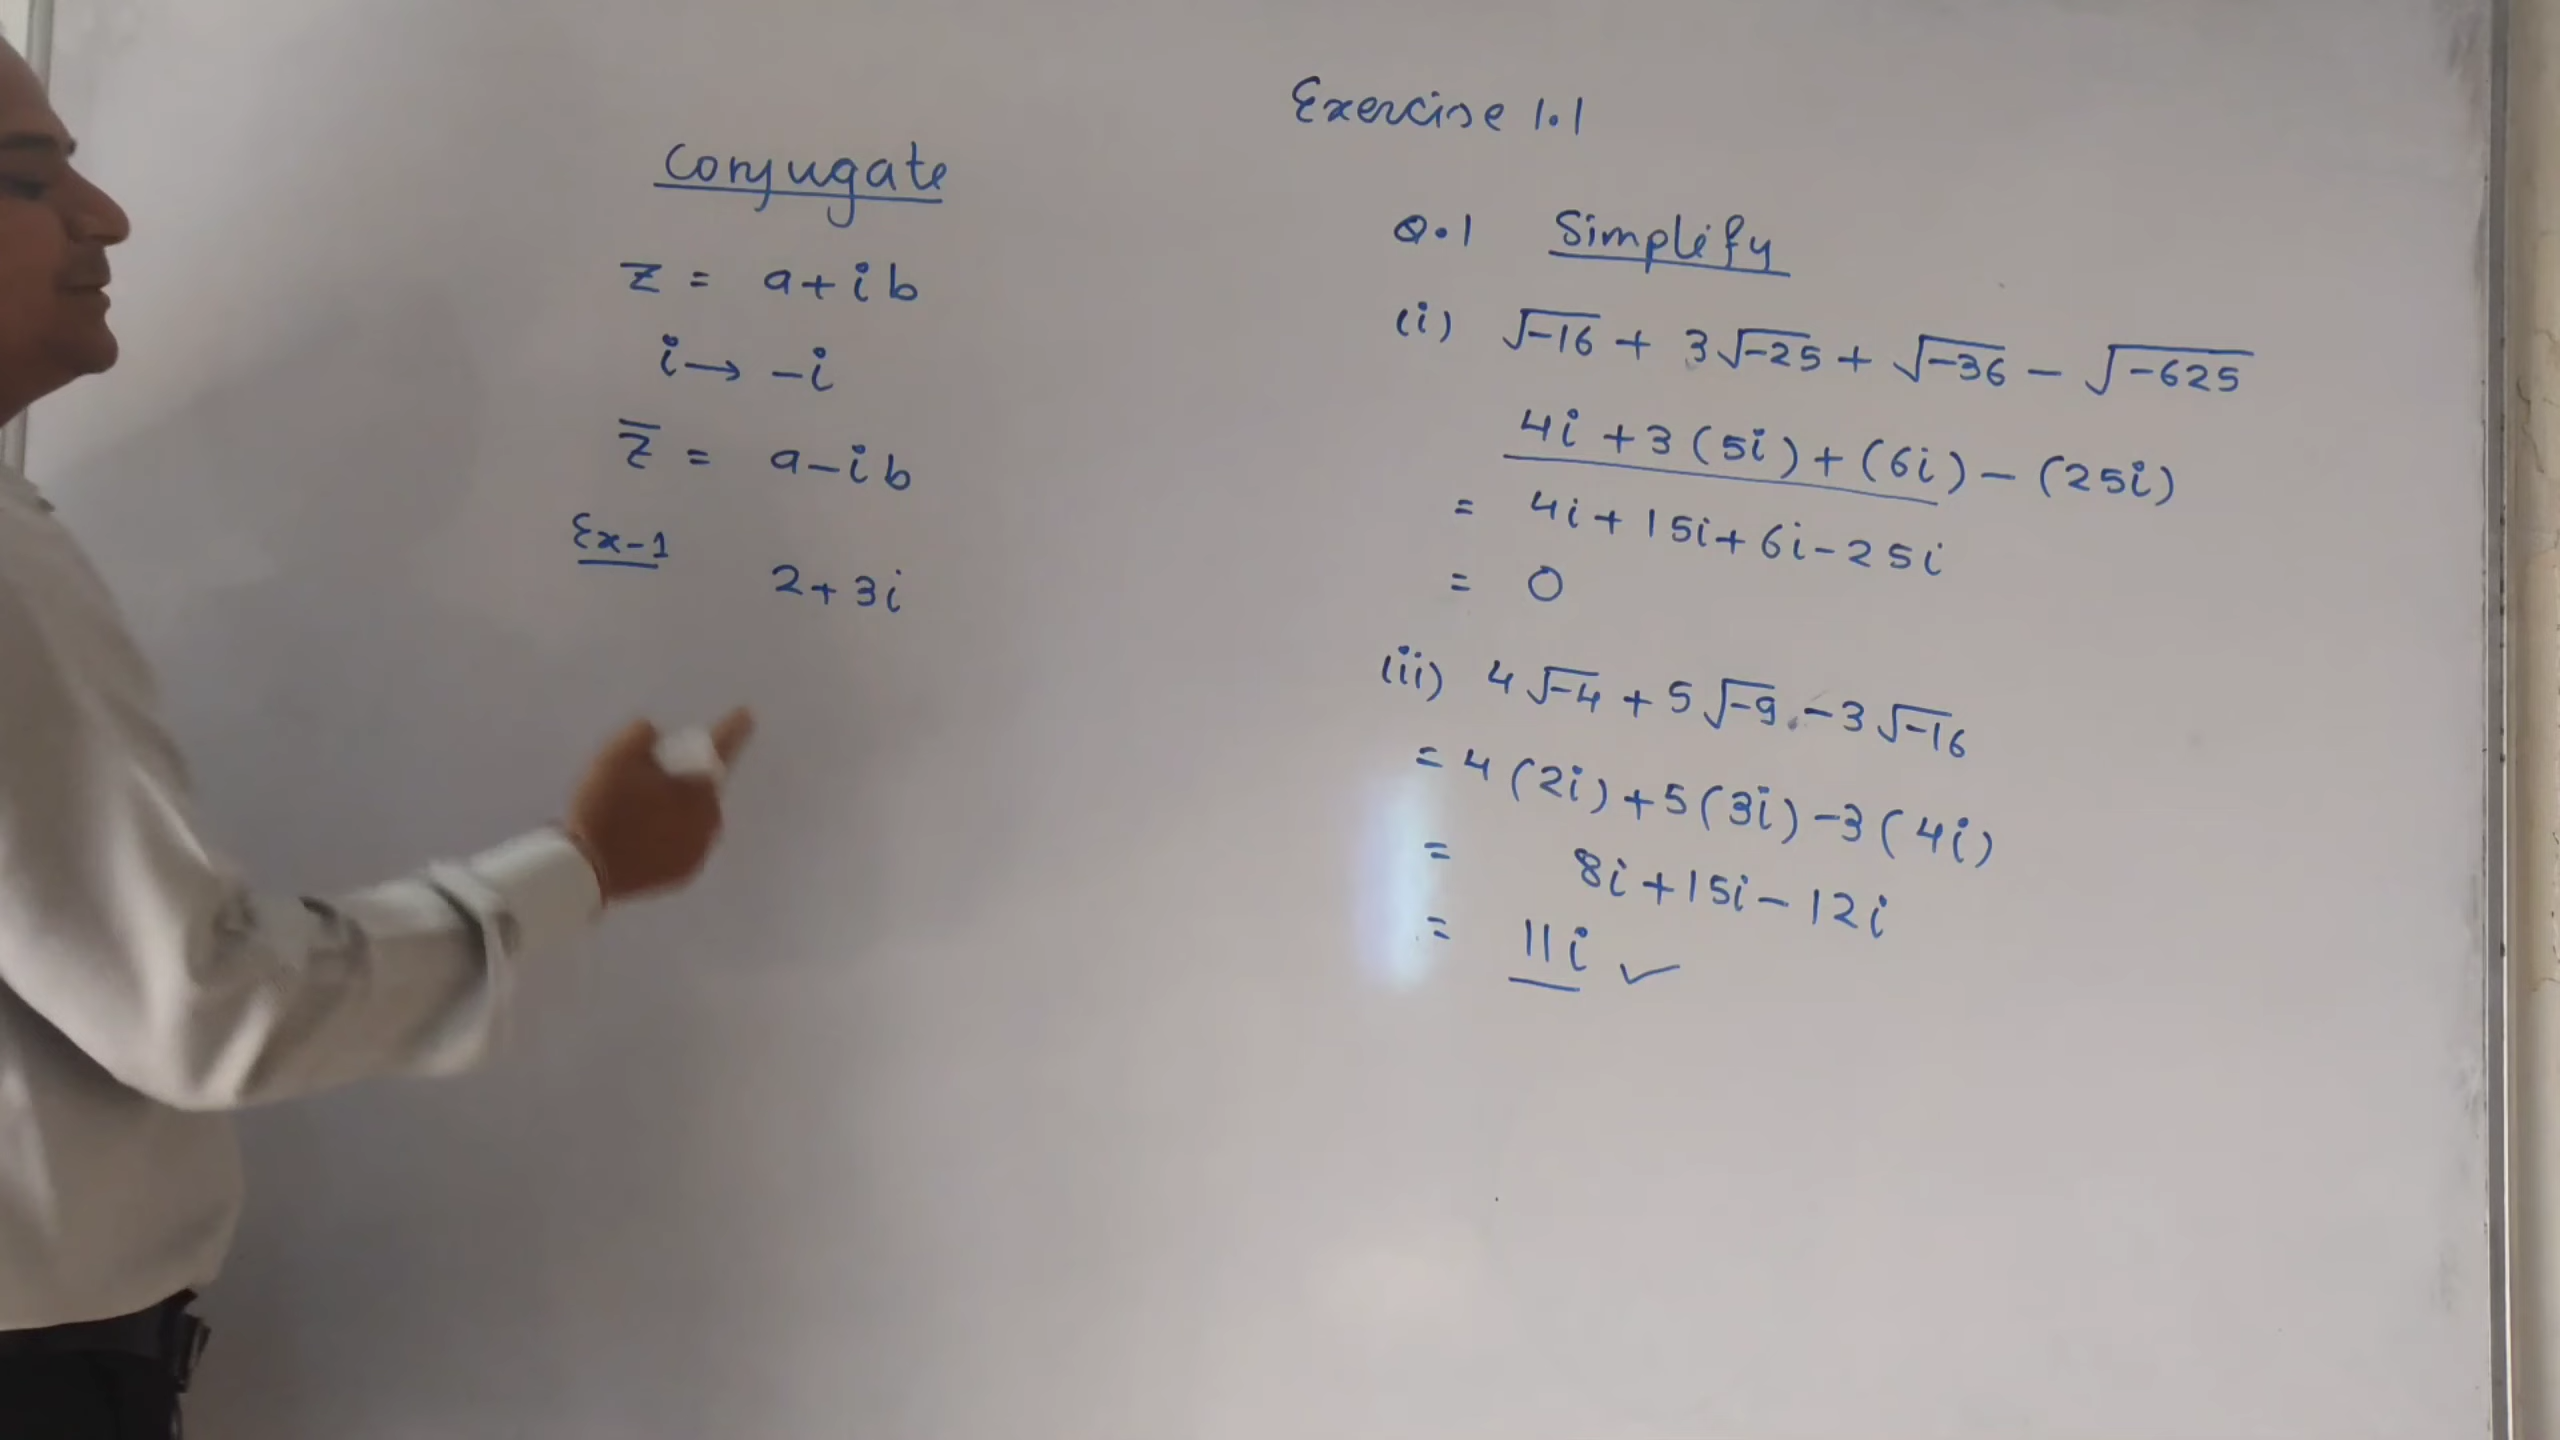 Conjugate
z = a+ib
i→ -i
z̅ = a-ib
Ex-1
2+3i
Exercise 1.1
Q.1 Simplify
(i) √-16 + 3√-25 + √-36 - √-625
4i +3(5i)+(6i)-(25i)
= 4i+15i+6i-25i
= 0
(ii) 4√-4 +5√-9 -3√-16
=4(2i)+5(3i)-3(4i)
= 8i+15i-12i
= 11i ✓